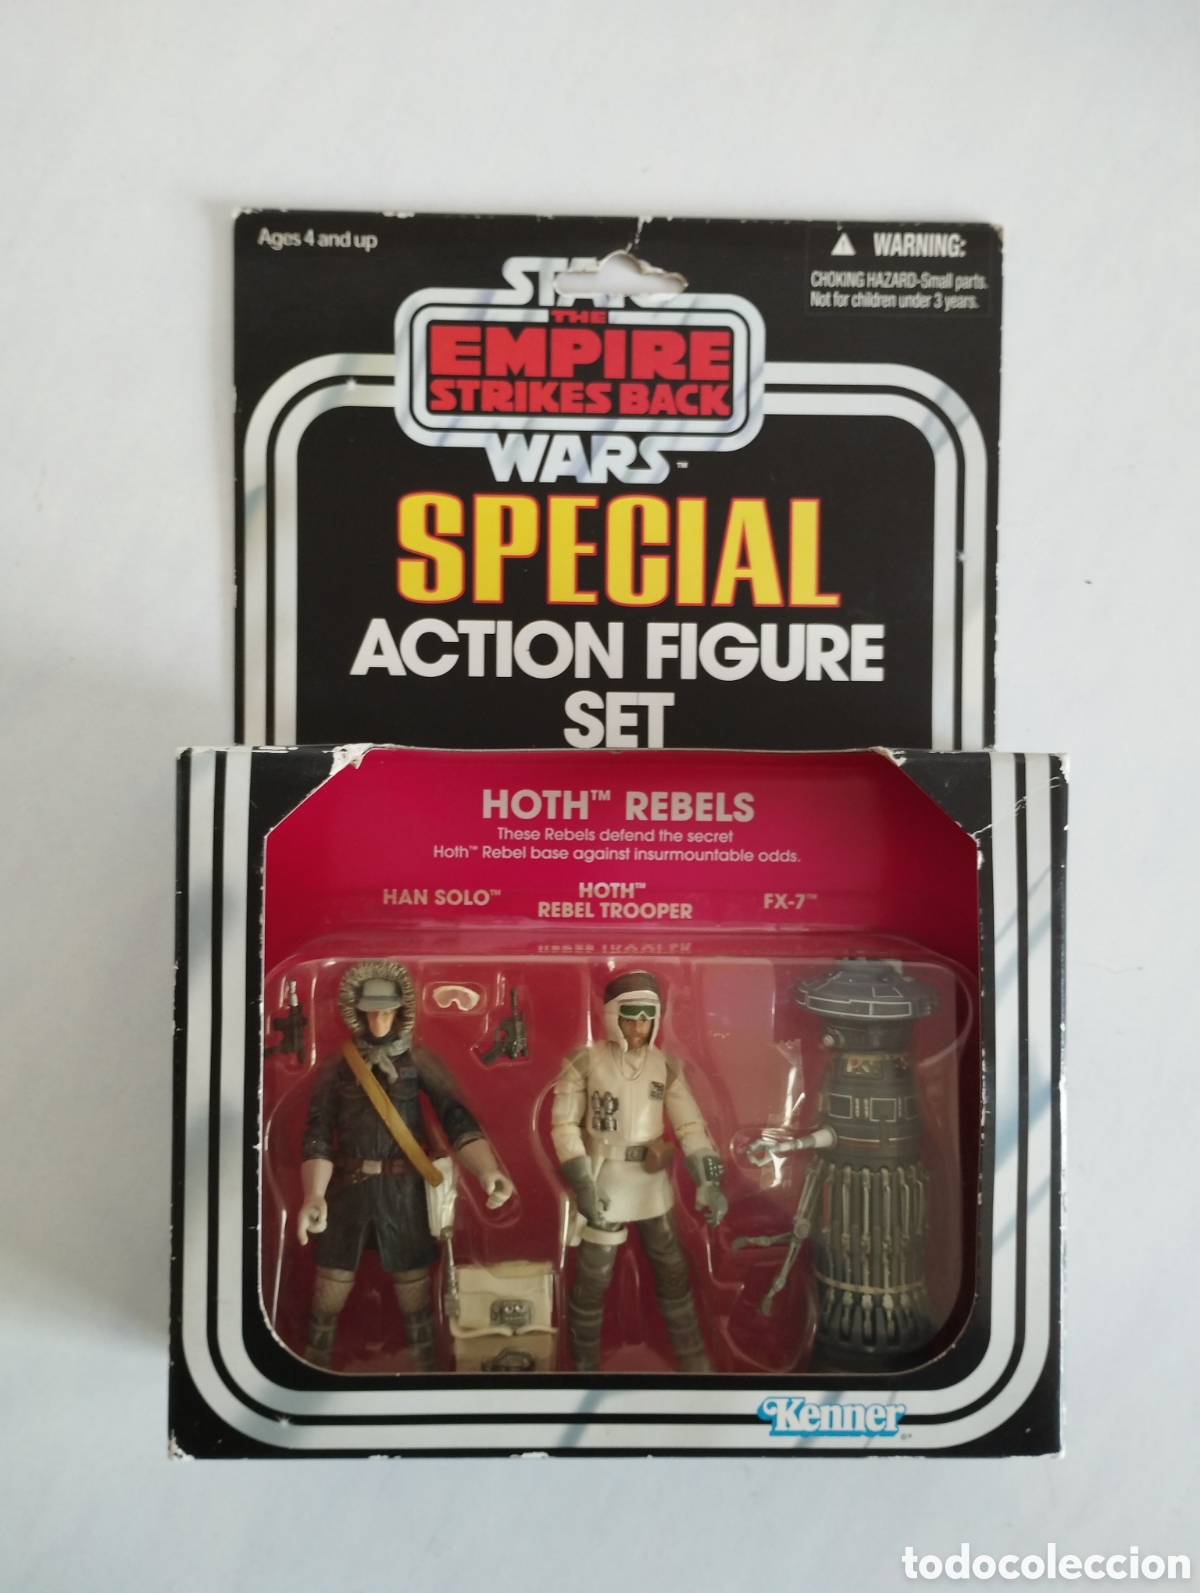 Ages 4 and up
WARNING:
CHOKING HAZARD-Small parts.
Not for children under 3 years.
STAR
THE
EMPIRE
STRIKES BACK
WARS™
SPECIAL
ACTION FIGURE
SET
HOTH™ REBELS
These Rebels defend the secret
Hoth™ Rebel base against insurmountable odds.
HAN SOLO™
HOTH™
REBEL TROOPER
FX-7™
Kenner
todocoleccion